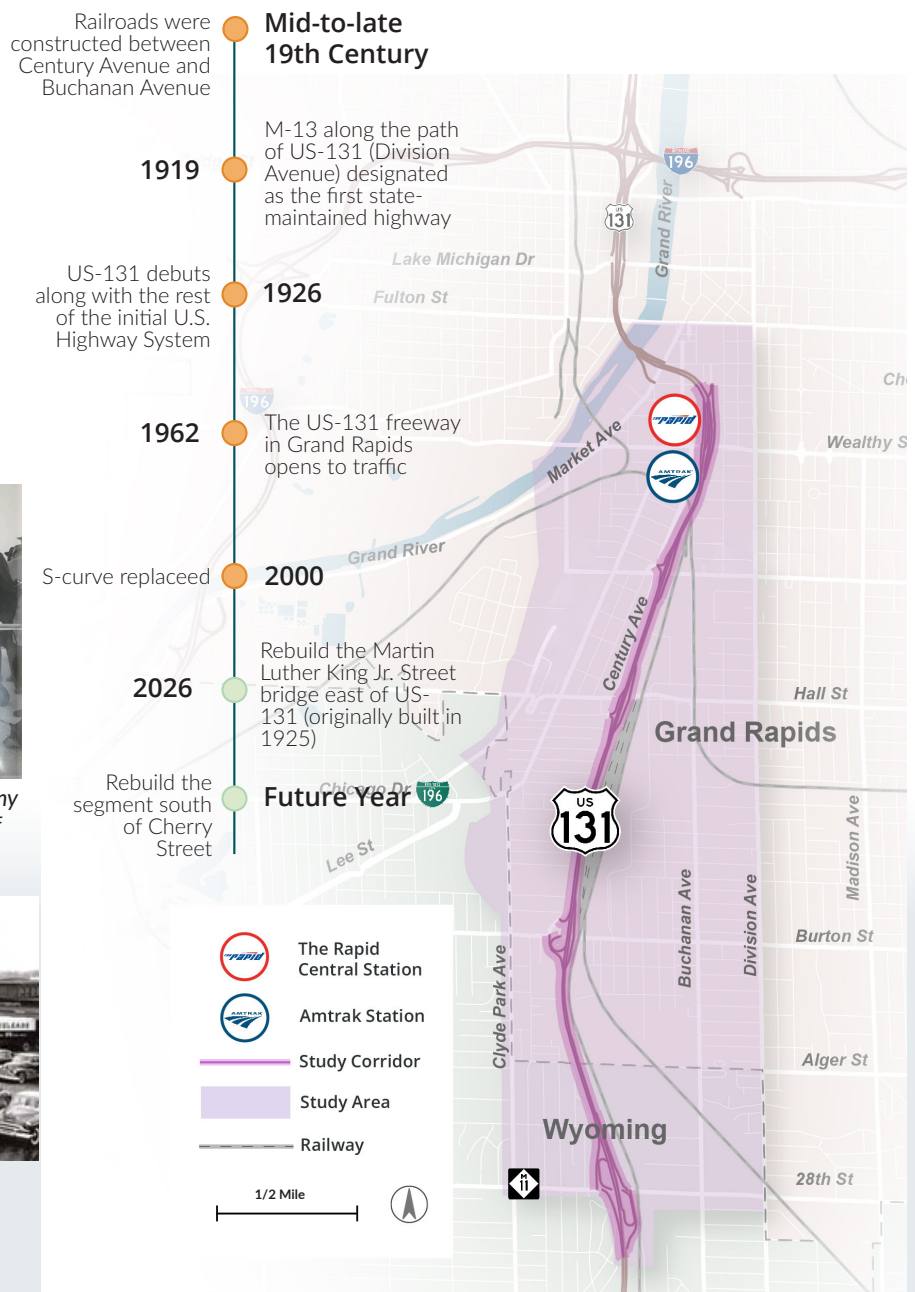 Railroads were
constructed between
Century Avenue and
Buchanan Avenue
Mid-to-late
19th Century
1919
M-13 along the path
of US-131 (Division
Avenue) designated
as the first state-
maintained highway
US-131 debuts
along with the rest
of the initial U.S.
Highway System
1926
1962
The US-131 freeway
in Grand Rapids
opens to traffic
S-curve replaceed
2000
2026
Rebuild the Martin
Luther King Jr. Street
bridge east of US-
131 (originally built in
1925)
Rebuild the
segment south
of Cherry
Street
Future Year
196
US
131
Grand River
Lake Michigan Dr
Fulton St
196
THE rapid
AMTRAK
Market Ave
Wealthy S
Grand River
Century Ave
Hall St
Grand Rapids
Chicago Dr
196
Lee St
US
131
Madison Ave
Buchanan Ave
Division Ave
Burton St
Clyde Park Ave
Alger St
Wyoming
M
11
28th St
THE rapid
The Rapid
Central Station
AMTRAK
Amtrak Station
Study Corridor
Study Area
Railway
1/2 Mile